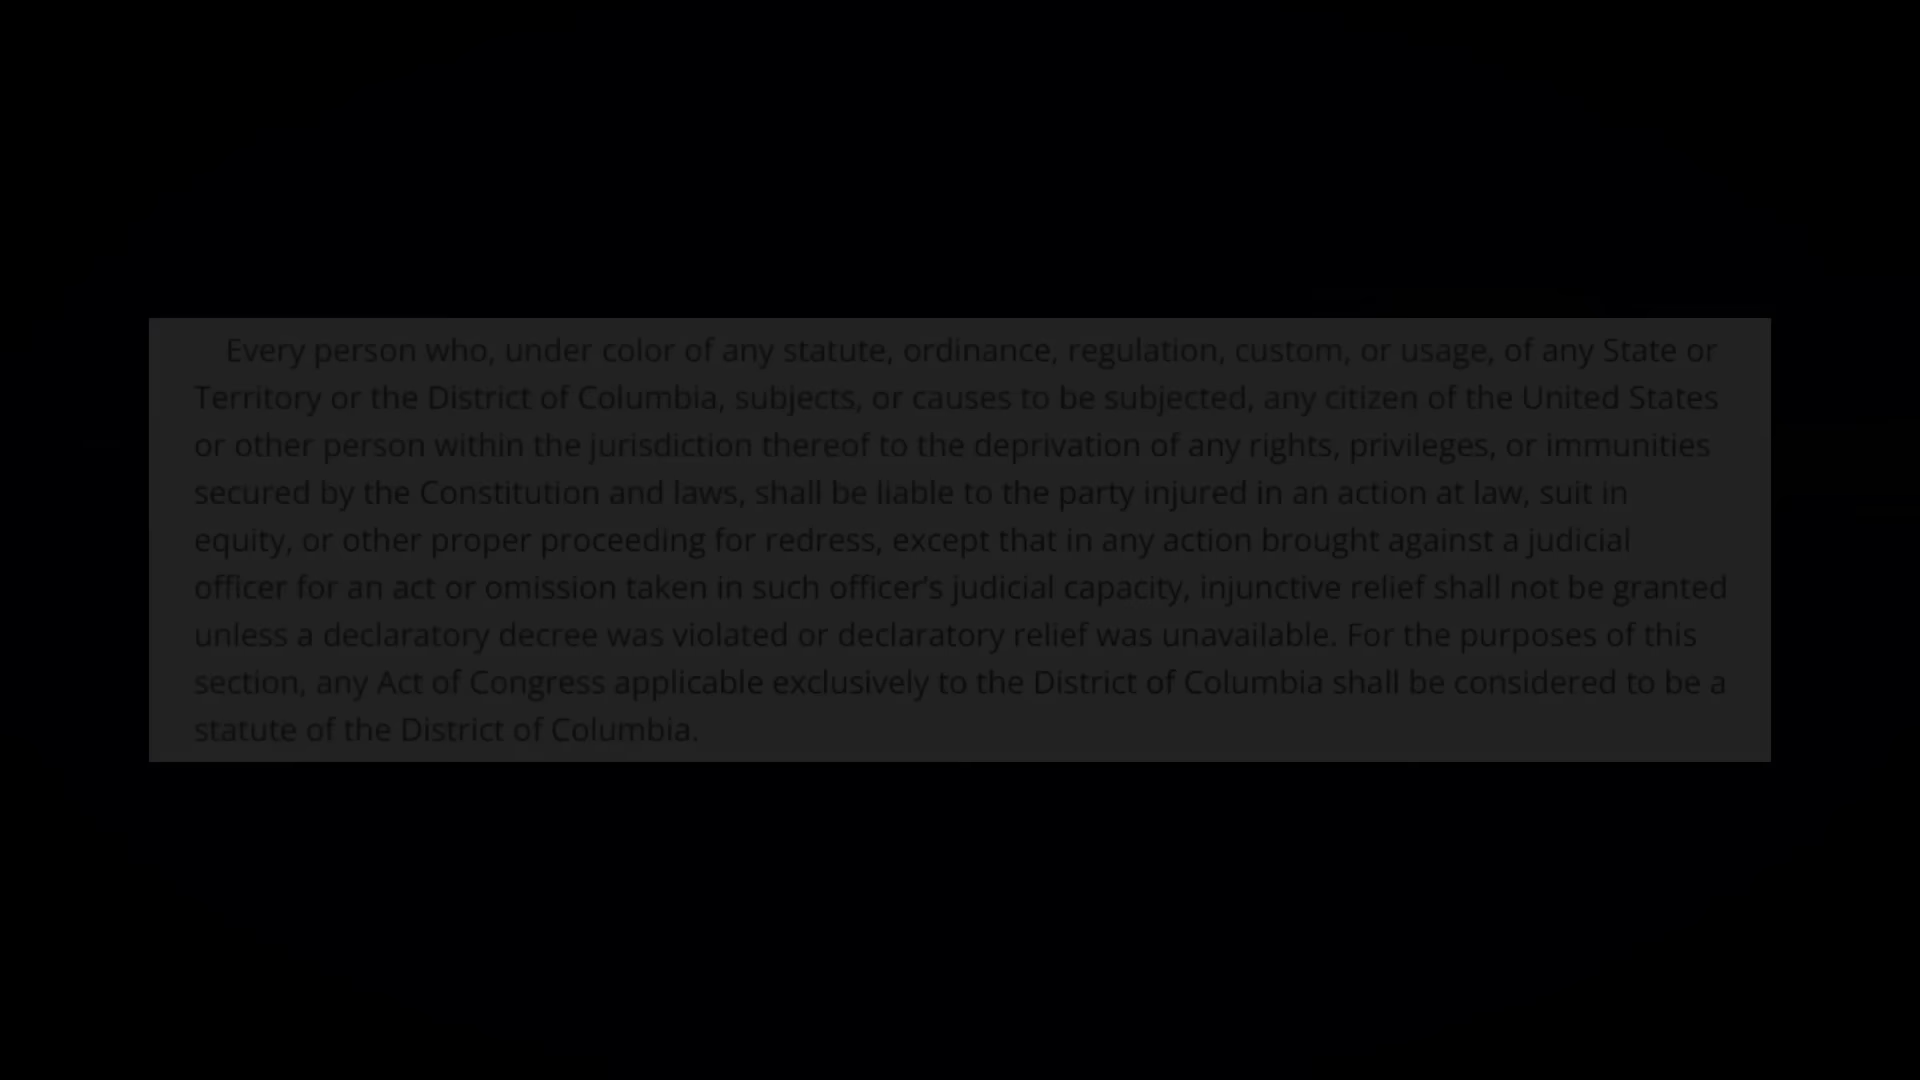 Every person who, under color of any statute, ordinance, regulation, custom, or usage, of any State or
Territory or the District of Columbia, subjects, or causes to be subjected, any citizen of the United States
or other person within the jurisdiction thereof to the deprivation of any rights, privileges, or immunities
secured by the Constitution and laws, shall be liable to the party injured in an action at law, suit in
equity, or other proper proceeding for redress, except that in any action brought against a judicial
officer for an act or omission taken in such officer’s judicial capacity, injunctive relief shall not be granted
unless a declaratory decree was violated or declaratory relief was unavailable. For the purposes of this
section, any Act of Congress applicable exclusively to the District of Columbia shall be considered to be a
statute of the District of Columbia.